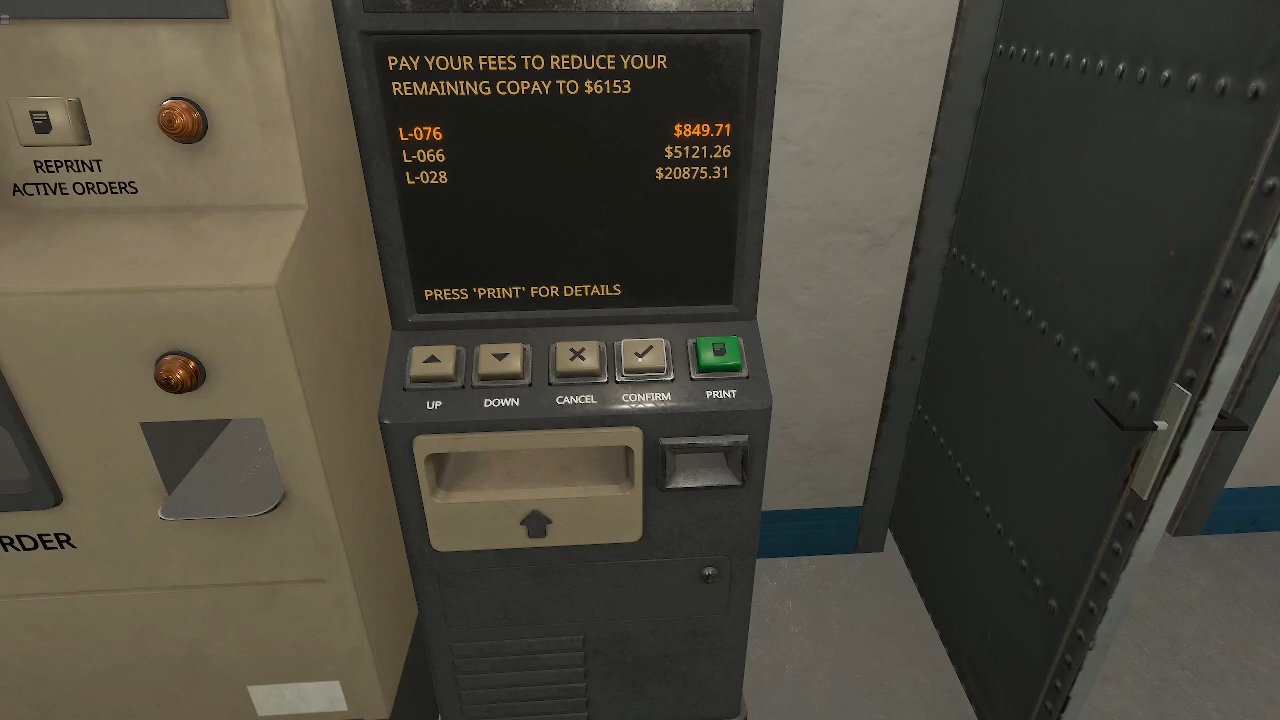 PAY YOUR FEES TO REDUCE YOUR
REMAINING COPAY TO $6153
L-076 $849.71
L-066 $5121.26
L-028 $20875.31
PRESS 'PRINT' FOR DETAILS
UP DOWN CANCEL CONFIRM PRINT
REPRINT
ACTIVE ORDERS
RDER